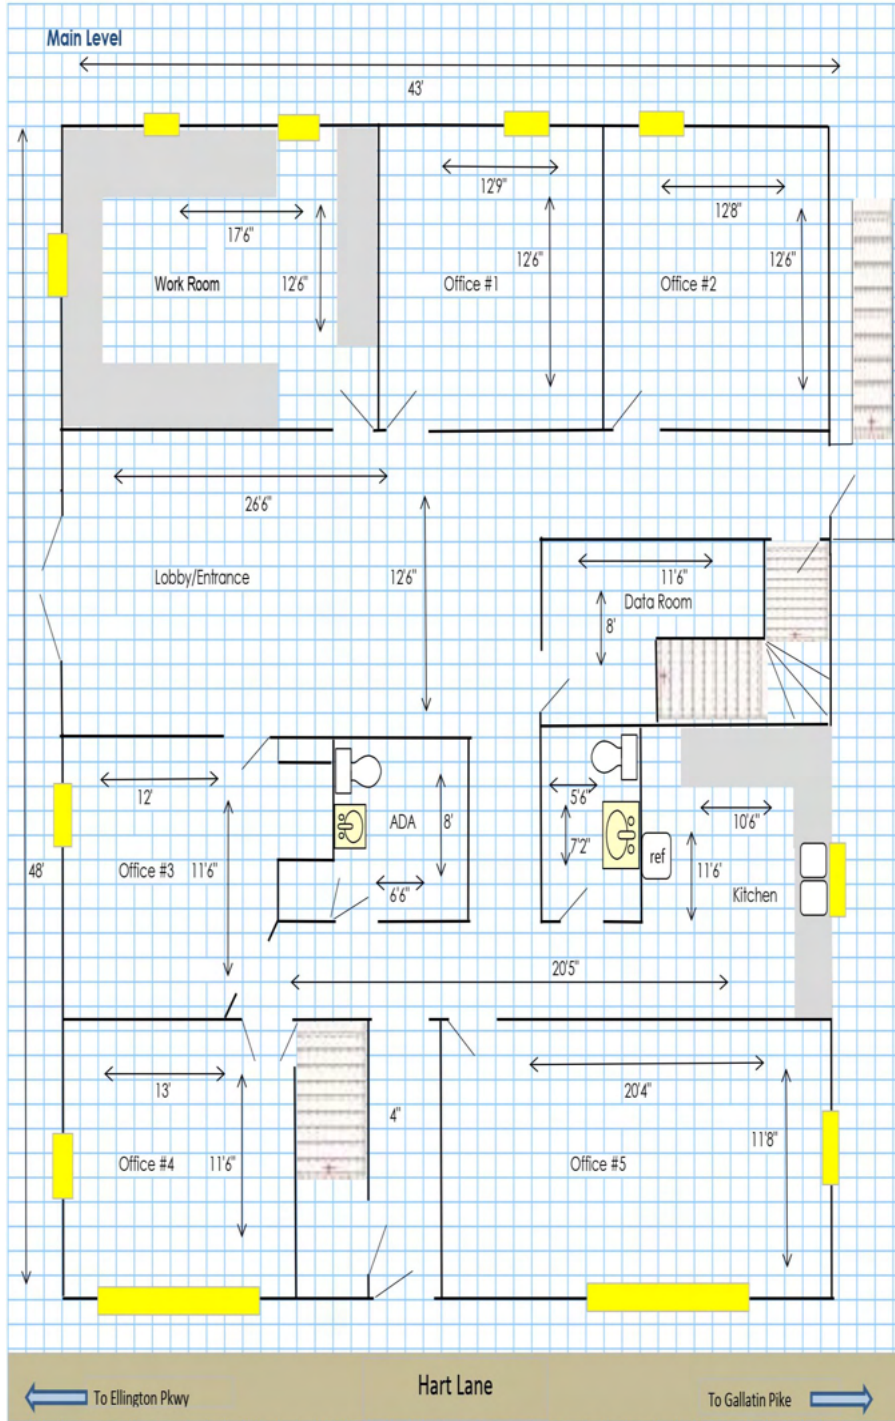 Main Level
43'
12'9"
12'8"
17'6"
12'6"
12'6"
12'6"
Work Room
Office #1
Office #2
26'6"
Lobby/Entrance
12'6"
11'6"
Data Room
8'
12'
5'6"
10'6"
ADA
8'
7'2"
ref
48'
Office #3
11'6"
11'6'
6'6"
Kitchen
20'5"
13'
20'4"
4"
11'8"
Office #4
11'6"
Office #5
Hart Lane
To Ellington Pkwy
To Gallatin Pike